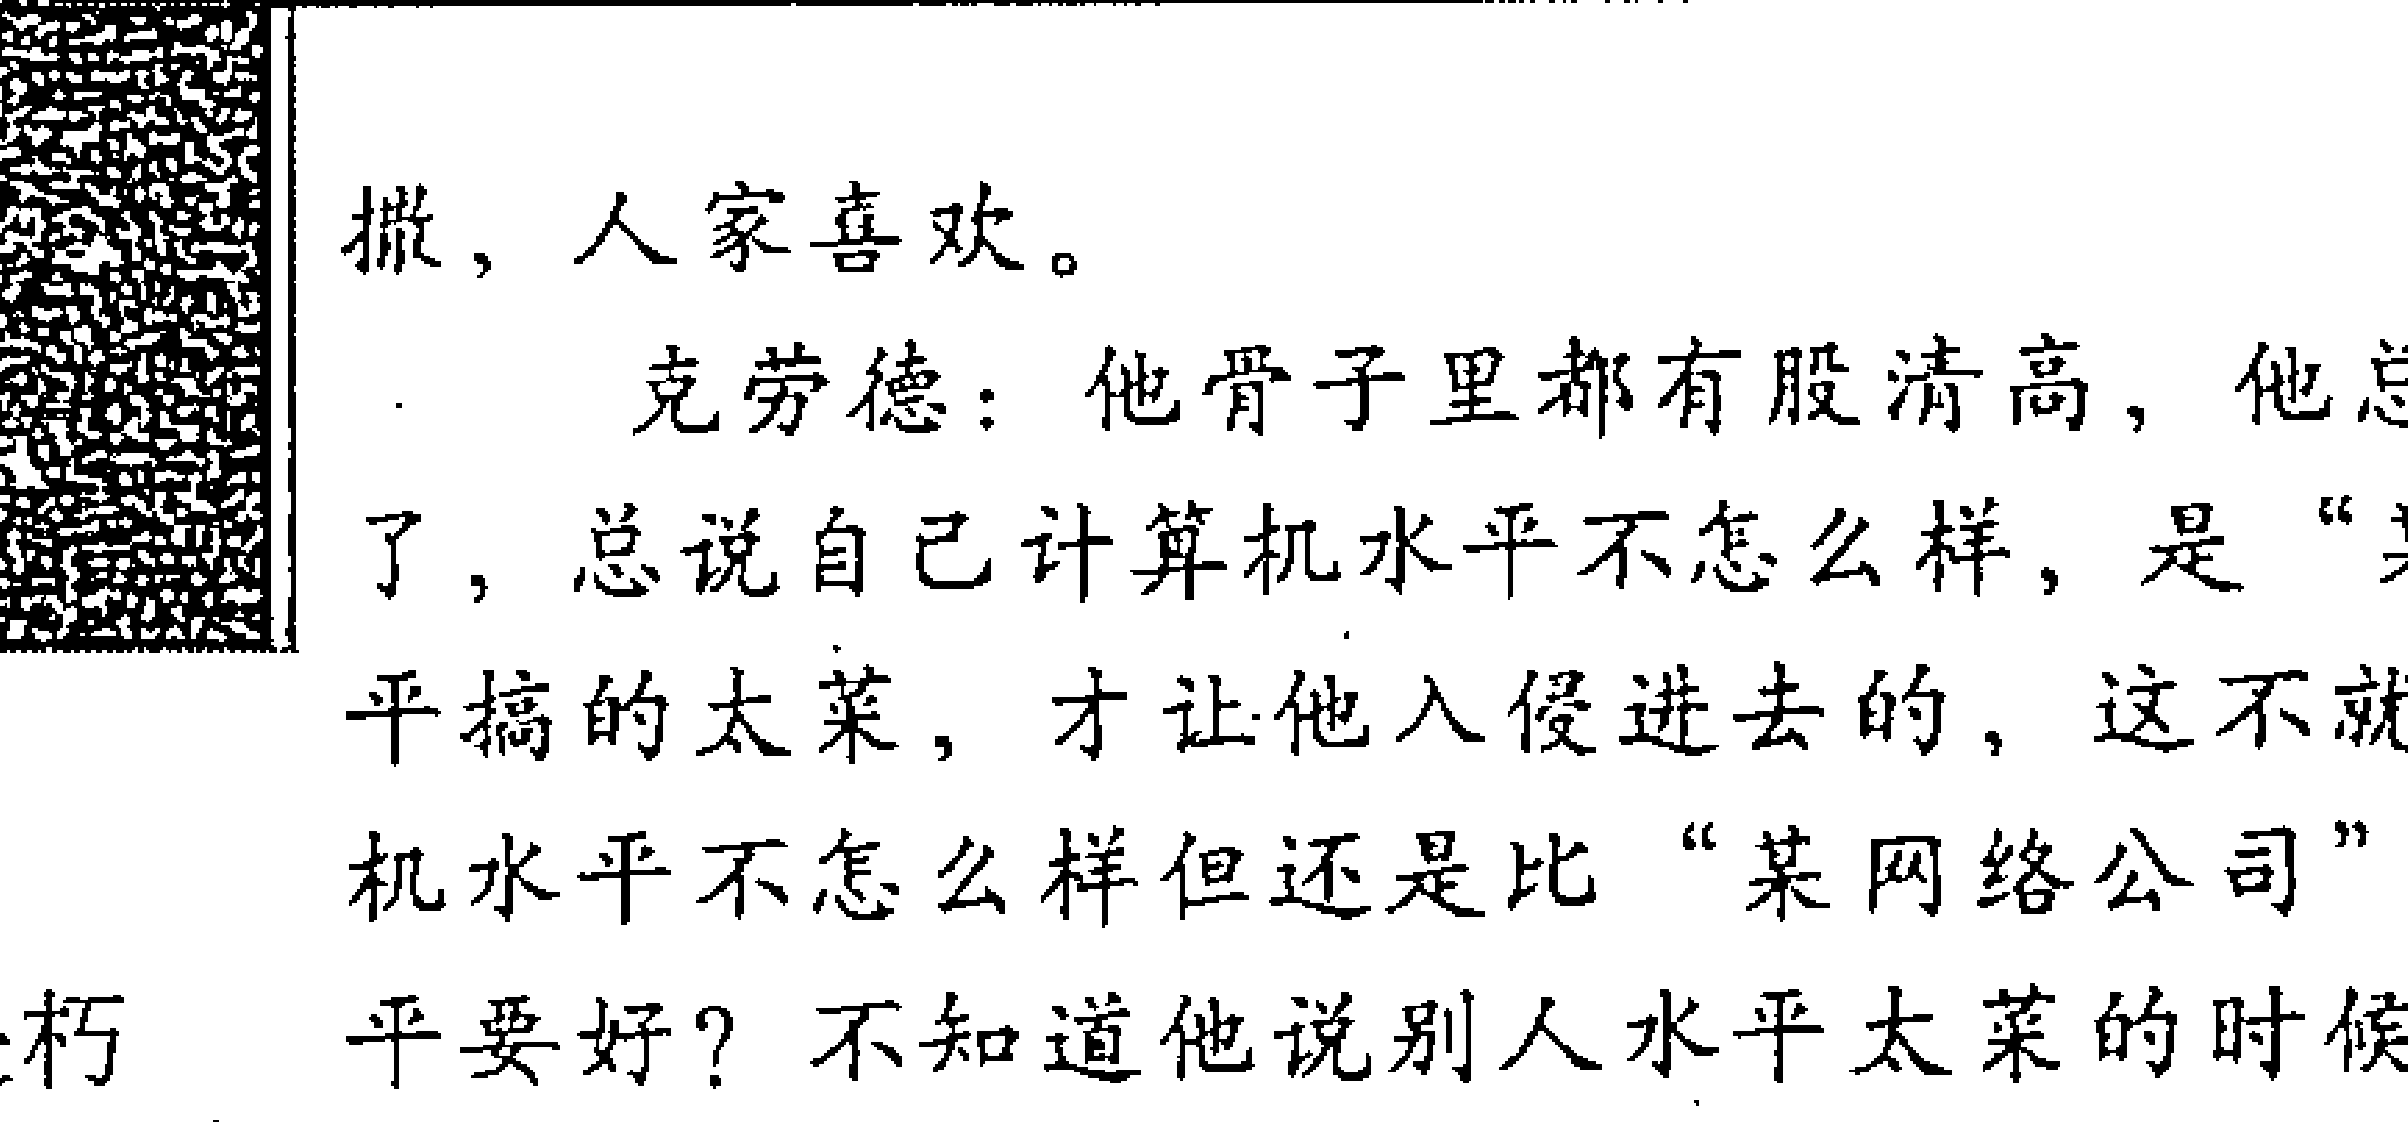 撒，人家喜欢。
克劳德：他骨子里都有股清高，他总
了，总说自己计算机水平不怎么样，是“某
平搞的太菜，才让他入侵进去的，这不就
机水平不怎么样但还是比“某网络公司”
朽
平要好？不知道他说别人水平太菜的时候